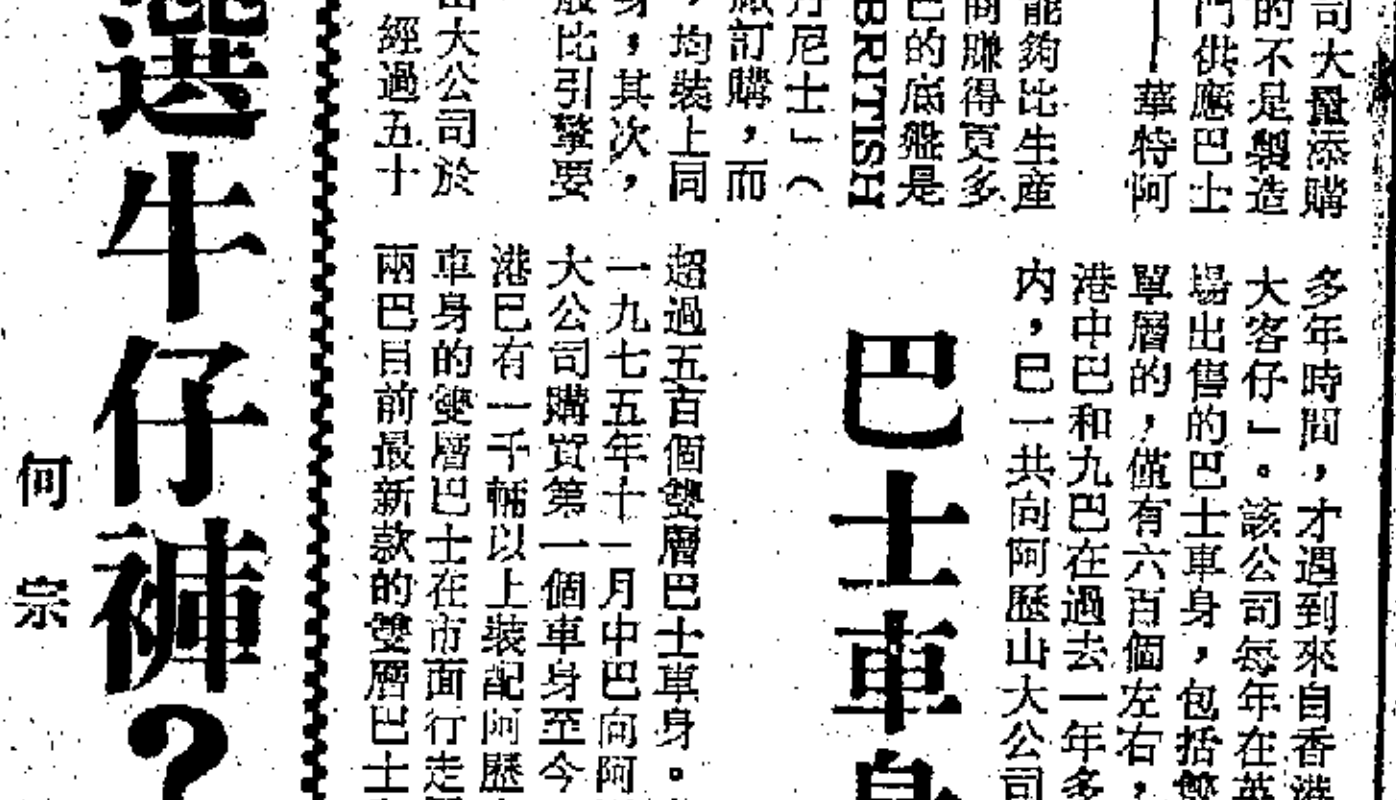 司大量添購
的不是製造
門供應巴士
華特阿
能夠比生產
商賺得更多
巴的底盤是
BRITISH
丹尼士」(
訂購,而
,均裝上同
身,其次,
般比引擎要
出大公司於
經過五十
多年時間,才遇到來自香港
大客仔」。該公司每年在英
場出售的巴士車身,包括雙
單層的,僅有六百個左右,
港中巴和九巴在過去一年多
內,已一共向阿歷山大公司
巴士車身
超過五百個雙層巴士車身。
一九七五年十一月中巴向阿
大公司購買第一個車身至今
港巴有一千輛以上裝配阿歷
車身的雙層巴士在市面行走
兩巴目前最新款的雙層巴士
選牛仔褲?
何宗